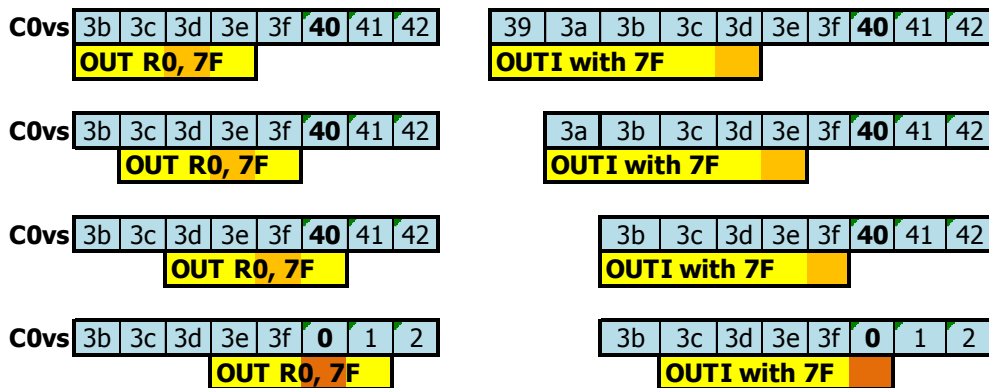 C0vs 3b 3c 3d 3e 3f 40 41 42 39 3a 3b 3c 3d 3e 3f 40 41 42
OUT R0, 7F OUTI with 7F
C0vs 3b 3c 3d 3e 3f 40 41 42 3a 3b 3c 3d 3e 3f 40 41 42
OUT R0, 7F OUTI with 7F
C0vs 3b 3c 3d 3e 3f 40 41 42 3b 3c 3d 3e 3f 40 41 42
OUT R0, 7F OUTI with 7F
C0vs 3b 3c 3d 3e 3f 0 1 2 3b 3c 3d 3e 3f 0 1 2
OUT R0, 7F OUTI with 7F